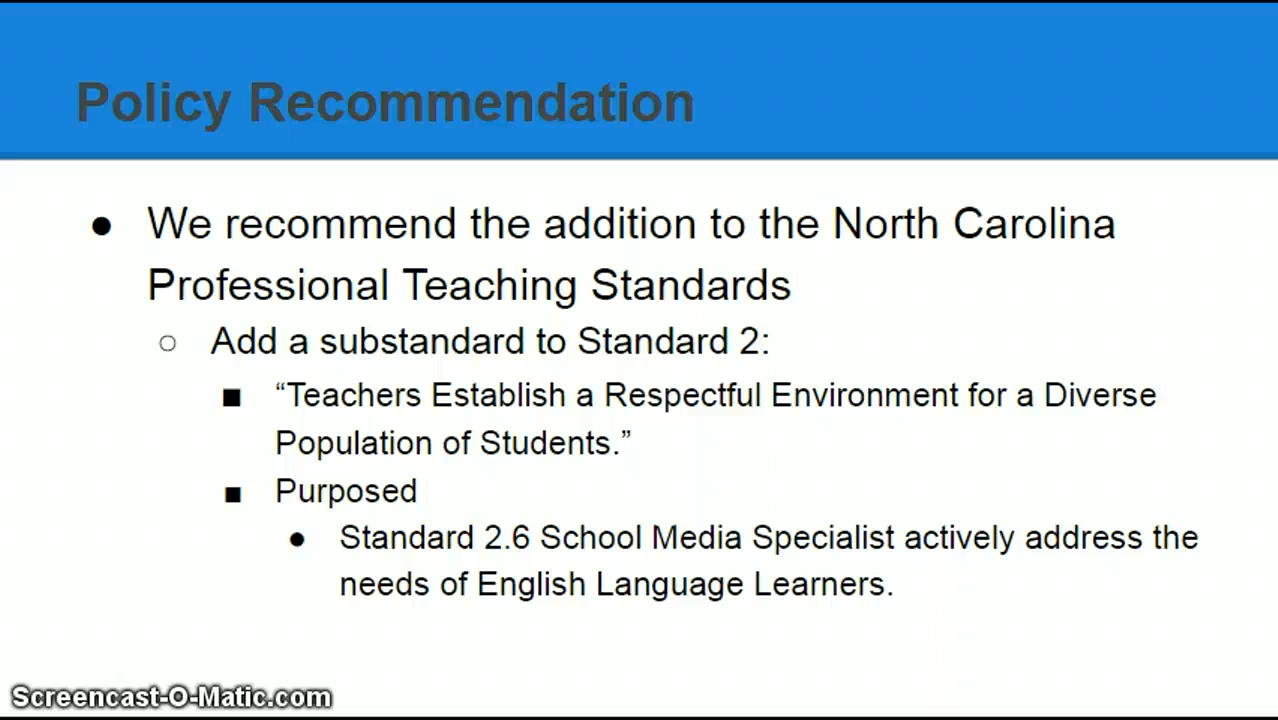 Policy Recommendation
● We recommend the addition to the North Carolina
Professional Teaching Standards
○ Add a substandard to Standard 2:
■ “Teachers Establish a Respectful Environment for a Diverse
Population of Students.”
■ Purposed
● Standard 2.6 School Media Specialist actively address the
needs of English Language Learners.
Screencast-O-Matic.com